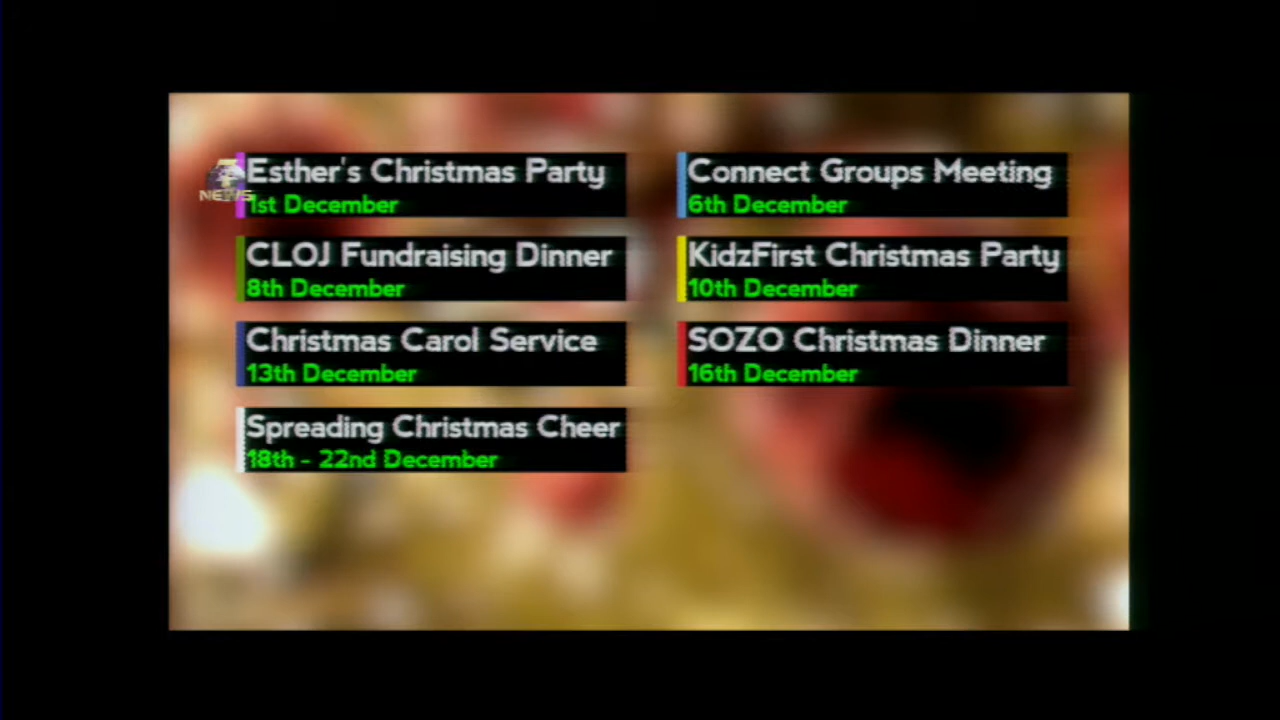 Esther's Christmas Party
1st December
Connect Groups Meeting
6th December
CLOJ Fundraising Dinner
8th December
KidzFirst Christmas Party
10th December
Christmas Carol Service
13th December
SOZO Christmas Dinner
16th December
Spreading Christmas Cheer
18th - 22nd December
NEWS